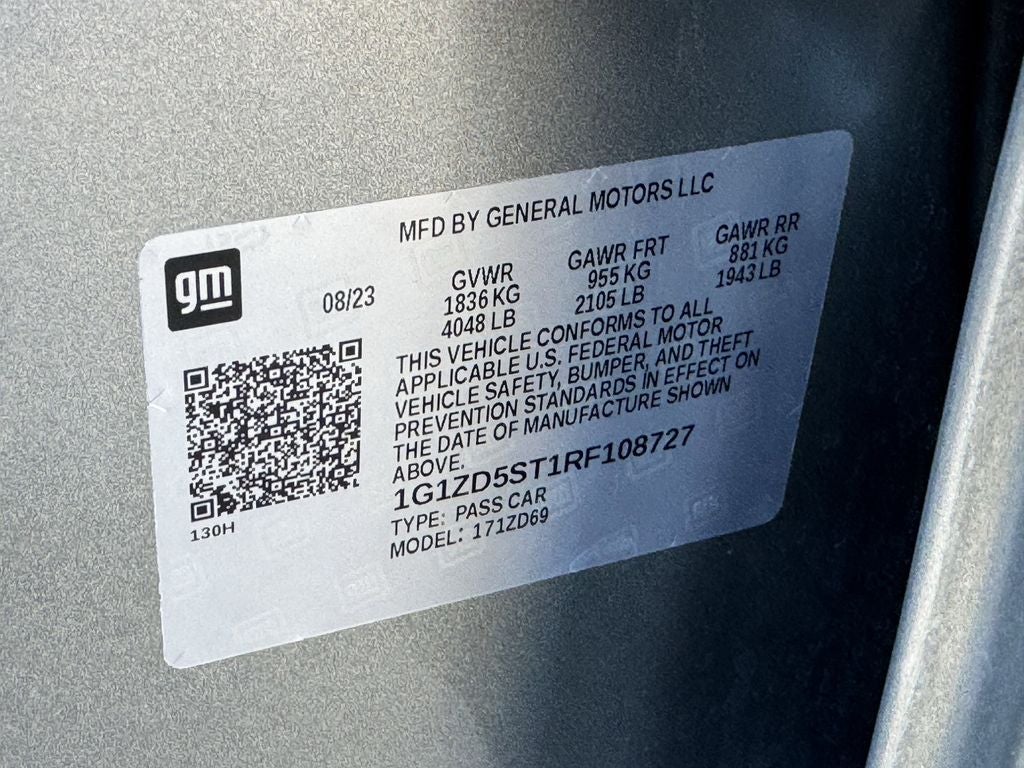 MFD BY GENERAL MOTORS LLC
gm
08/23
GVWR GAWR FRT GAWR RR
1836 KG 955 KG 881 KG
4048 LB 2105 LB 1943 LB
THIS VEHICLE CONFORMS TO ALL
APPLICABLE U.S. FEDERAL MOTOR
VEHICLE SAFETY, BUMPER, AND THEFT
PREVENTION STANDARDS IN EFFECT ON
THE DATE OF MANUFACTURE SHOWN
ABOVE.
1G1ZD5ST1RF108727
TYPE: PASS CAR
MODEL: 171ZD69
130H